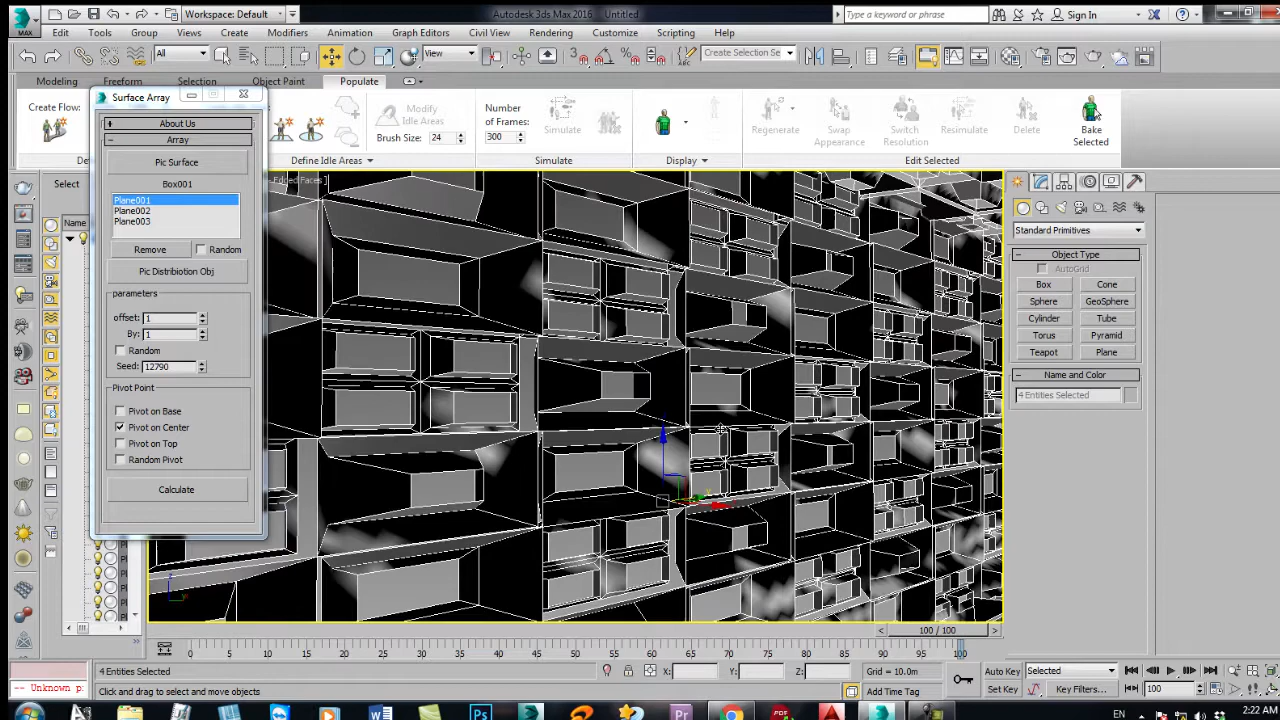 MAX
Workspace: Default
Autodesk 3ds Max 2016 Untitled
Type a keyword or phrase
Sign In
Edit Tools Group Views Create Modifiers Animation Graph Editors Civil View Rendering Customize Scripting Help
All
View
Create Selection Se
Modeling Freeform Selection Object Paint Populate
Surface Array
About Us
Array
Pic Surface
Box001
Plane001
Plane002
Plane003
Remove
Random
Pic Distribiotion Obj
parameters
offset: 1
By: 1
Random
Seed: 12790
Pivot Point
Pivot on Base
Pivot on Center
Pivot on Top
Random Pivot
Calculate
Create Flow:
Modify
Idle Areas
Brush Size: 24
Define Idle Areas
Number
of Frames:
300
Simulate
Simulate
Display
Regenerate
Swap
Appearance
Switch
Resolution
Resimulate
Delete
Bake
Selected
Edit Selected
Select
Name
Edged Faces ]
Standard Primitives
Object Type
AutoGrid
Box Cone
Sphere GeoSphere
Cylinder Tube
Torus Pyramid
Teapot Plane
Name and Color
4 Entities Selected
100 / 100
0 5 10 15 20 25 30 35 40 45 50 55 60 65 70 75 80 85 90 95 100
4 Entities Selected
X: Y: Z:
Grid = 10.0m
Auto Key
Selected
-- Unknown p:
Click and drag to select and move objects
Add Time Tag
Set Key
Key Filters...
100
EN
2:22 AM